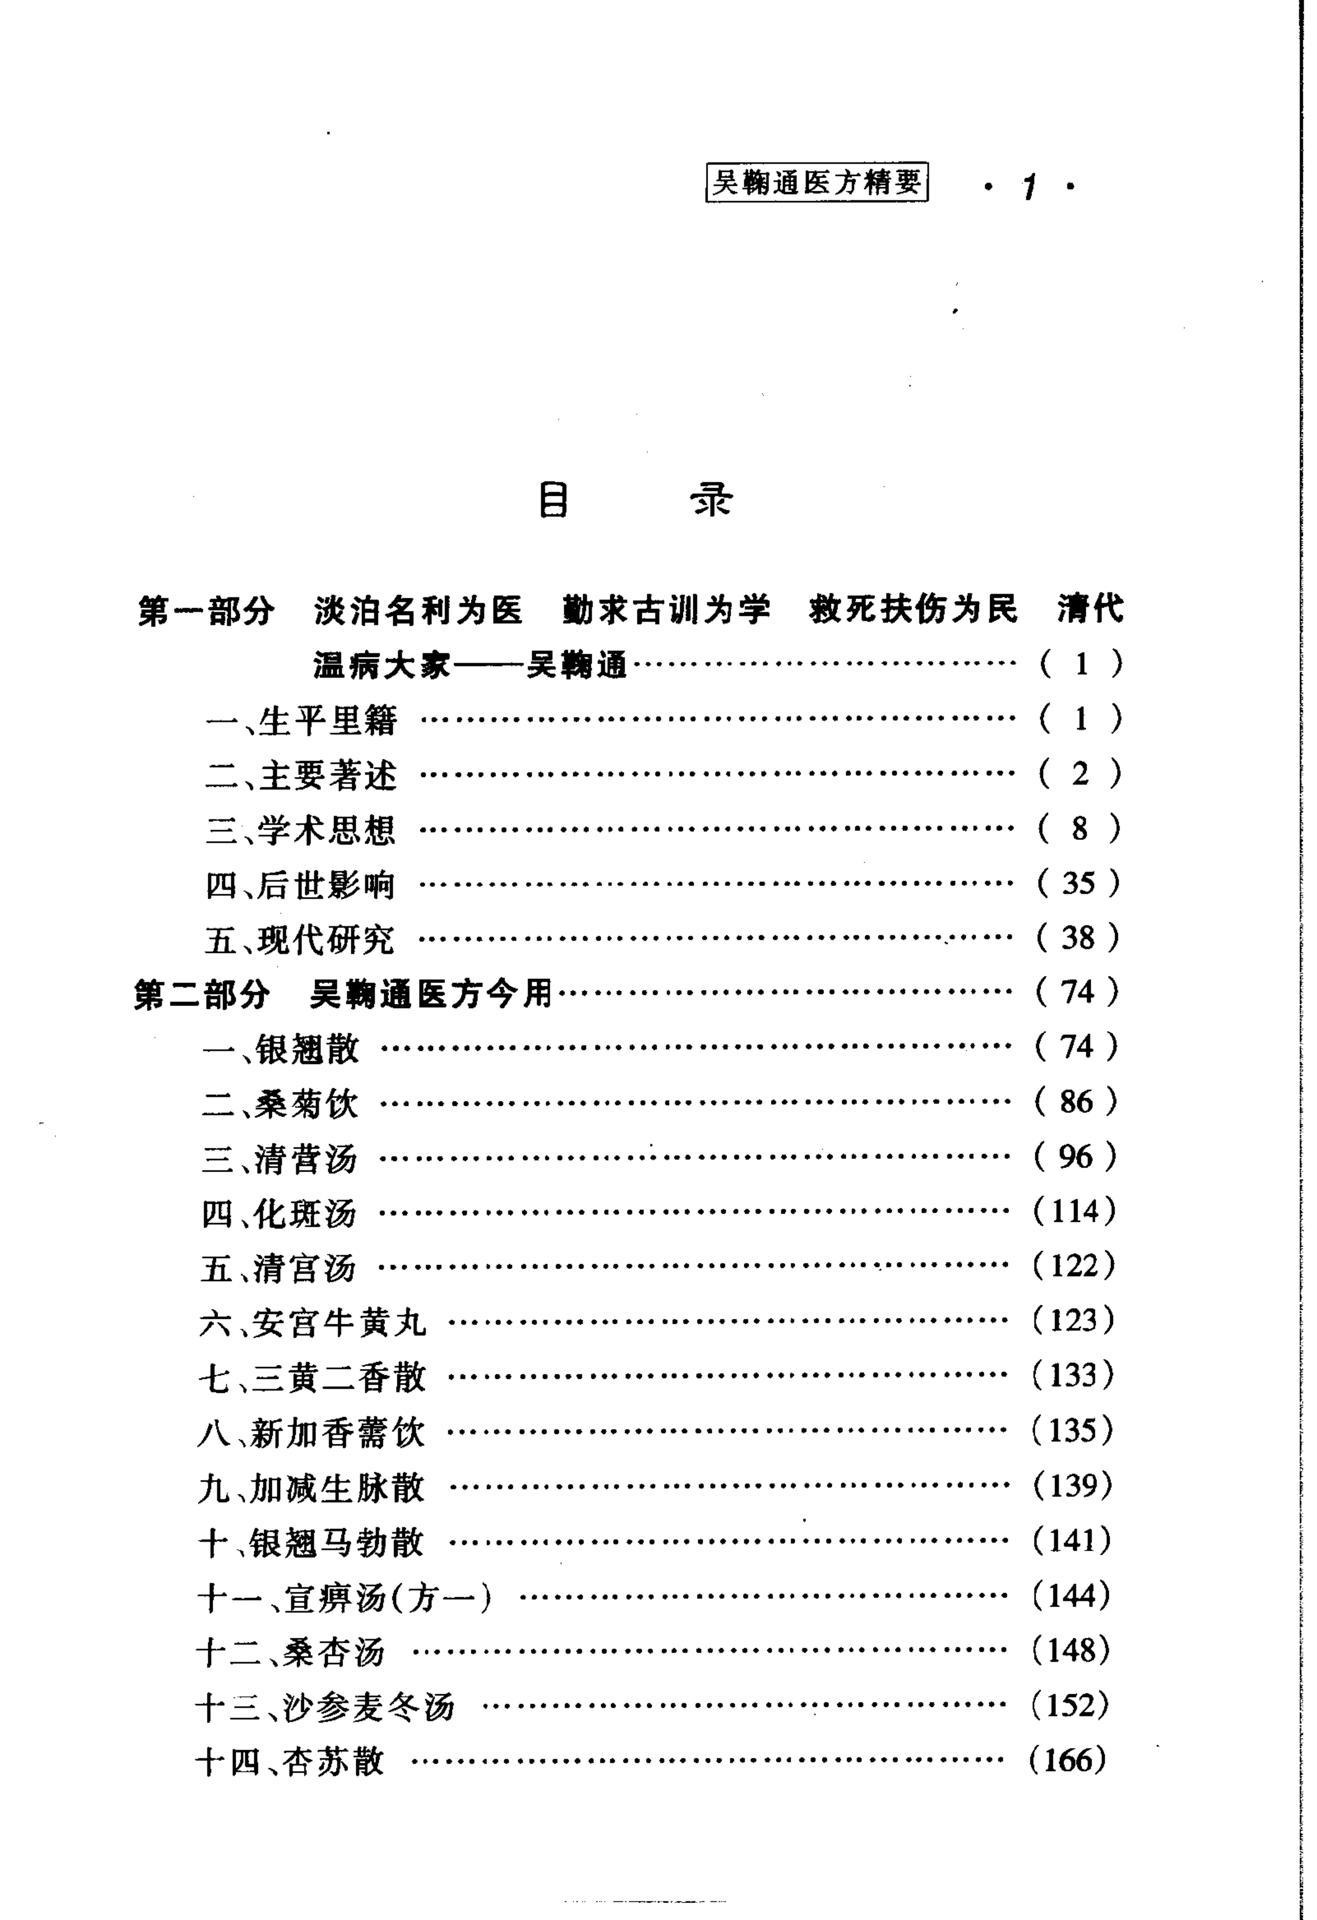 吴鞠通医方精要 · 1 ·
目 录
第一部分 淡泊名利为医 勤求古训为学 救死扶伤为民 清代
温病大家——吴鞠通……………………………( 1 )
一、生平里籍 ……………………………………………( 1 )
二、主要著述 ……………………………………………( 2 )
三、学术思想 ……………………………………………( 8 )
四、后世影响 ……………………………………………( 35 )
五、现代研究 ……………………………………………( 38 )
第二部分 吴鞠通医方今用…………………………………( 74 )
一、银翘散 ………………………………………………( 74 )
二、桑菊饮 ………………………………………………( 86 )
三、清营汤 ………………………………………………( 96 )
四、化斑汤 ………………………………………………(114)
五、清宫汤 ………………………………………………(122)
六、安宫牛黄丸 …………………………………………(123)
七、三黄二香散 …………………………………………(133)
八、新加香薷饮 …………………………………………(135)
九、加减生脉散 …………………………………………(139)
十、银翘马勃散 …………………………………………(141)
十一、宣痹汤(方一) ……………………………………(144)
十二、桑杏汤 ……………………………………………(148)
十三、沙参麦冬汤 ………………………………………(152)
十四、杏苏散 ……………………………………………(166)